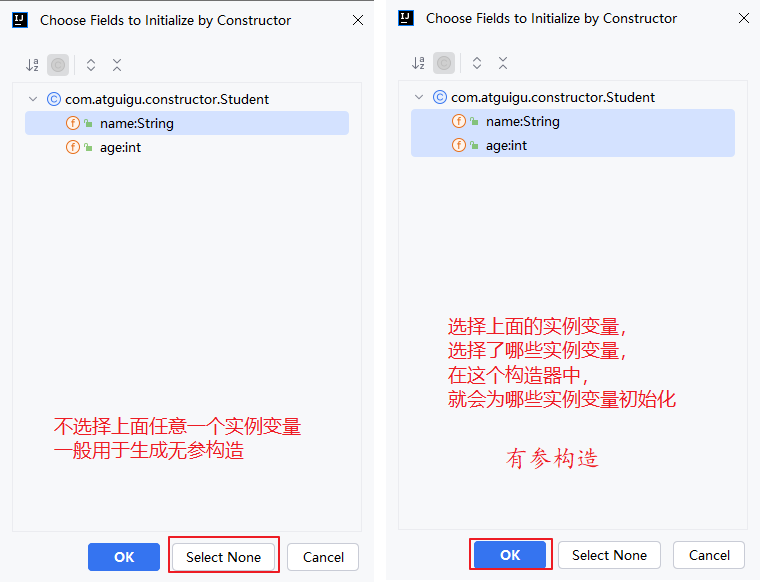 Choose Fields to Initialize by Constructor
com.atguigu.constructor.Student
name:String
age:int
不选择上面任意一个实例变量
一般用于生成无参构造
OK
Select None
Cancel
Choose Fields to Initialize by Constructor
com.atguigu.constructor.Student
name:String
age:int
选择上面的实例变量，
选择了哪些实例变量，
在这个构造器中，
就会为哪些实例变量初始化
有参构造
OK
Select None
Cancel